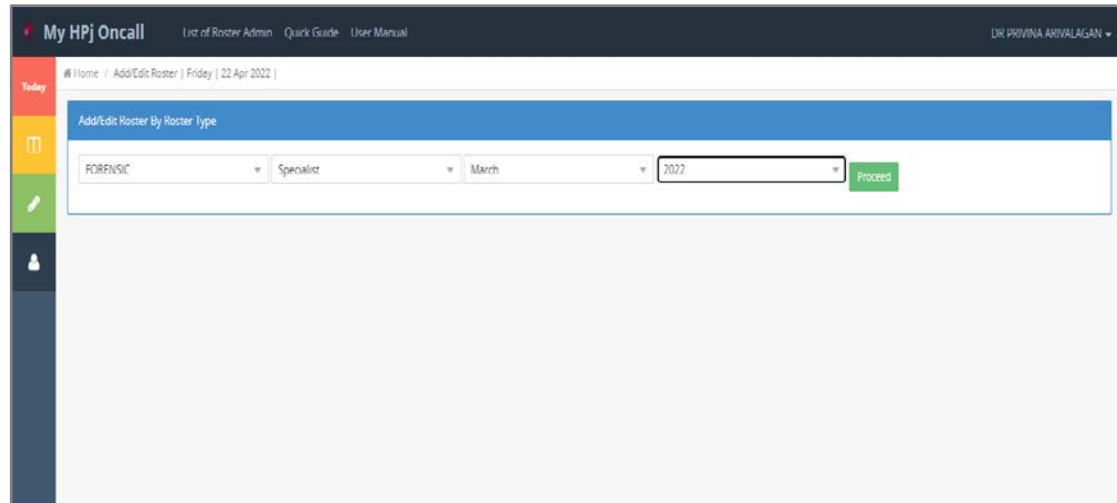 My HPj Oncall List of Roster Admin Quick Guide User Manual DR PRIVINA ARIVALAGAN
Today
Home / Add/Edit Roster | Friday | 22 Apr 2022 |
Add/Edit Roster By Roster Type
FORENSIC Specialist March 2022 Proceed